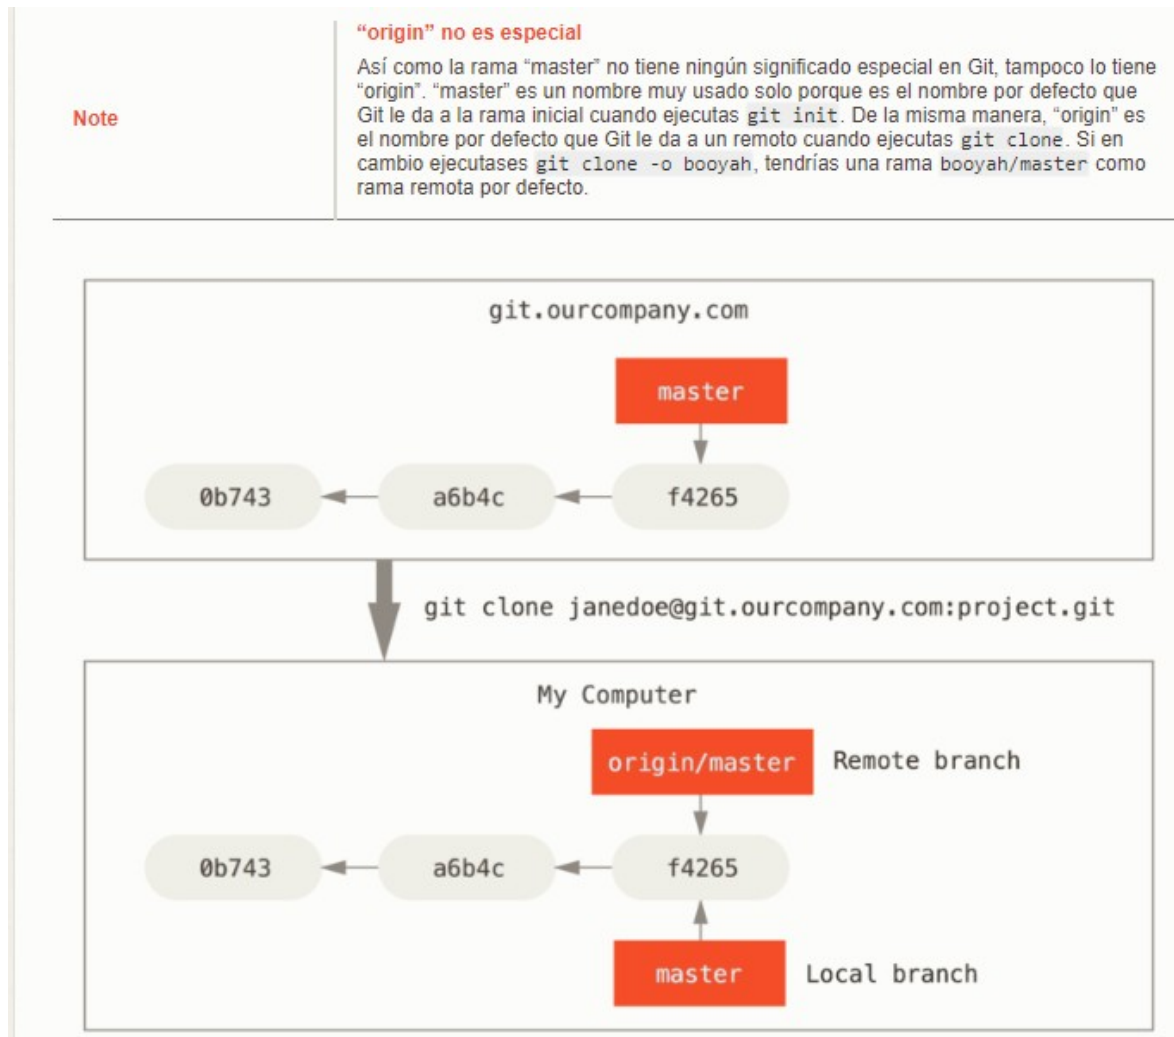 “origin” no es especial
Así como la rama “master” no tiene ningún significado especial en Git, tampoco lo tiene
“origin”. “master” es un nombre muy usado solo porque es el nombre por defecto que
Note
Git le da a la rama inicial cuando ejecutas git init. De la misma manera, “origin” es
el nombre por defecto que Git le da a un remoto cuando ejecutas git clone. Si en
cambio ejecutases git clone -o booyah, tendrías una rama booyah/master como
rama remota por defecto.
git.ourcompany.com
master
0b743 a6b4c f4265
git clone janedoe@git.ourcompany.com:project.git
My Computer
origin/master Remote branch
0b743 a6b4c f4265
master Local branch